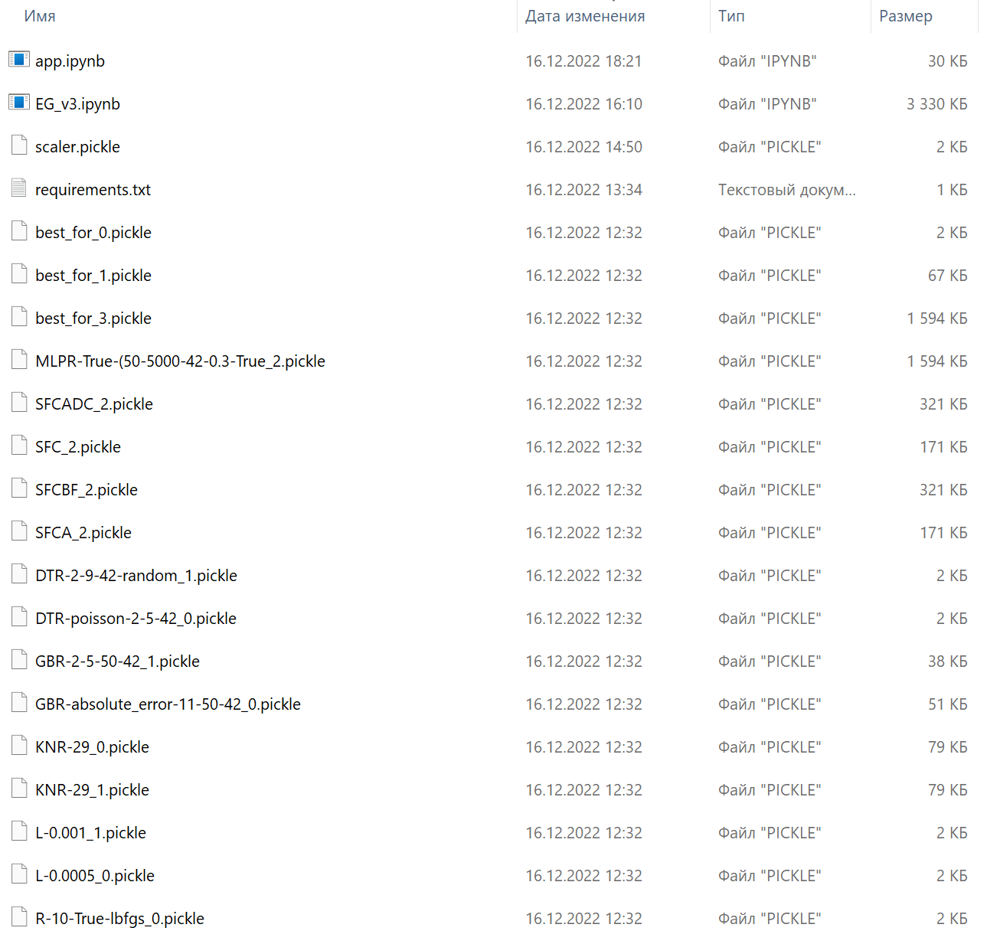 Имя Дата изменения Тип Размер
app.ipynb 16.12.2022 18:21 Файл "IPYNB" 30 КБ
EG_v3.ipynb 16.12.2022 16:10 Файл "IPYNB" 3 330 КБ
scaler.pickle 16.12.2022 14:50 Файл "PICKLE" 2 КБ
requirements.txt 16.12.2022 13:34 Текстовый докум... 1 КБ
best_for_0.pickle 16.12.2022 12:32 Файл "PICKLE" 2 КБ
best_for_1.pickle 16.12.2022 12:32 Файл "PICKLE" 67 КБ
best_for_3.pickle 16.12.2022 12:32 Файл "PICKLE" 1 594 КБ
MLPR-True-(50-5000-42-0.3-True_2.pickle 16.12.2022 12:32 Файл "PICKLE" 1 594 КБ
SFCADC_2.pickle 16.12.2022 12:32 Файл "PICKLE" 321 КБ
SFC_2.pickle 16.12.2022 12:32 Файл "PICKLE" 171 КБ
SFCBF_2.pickle 16.12.2022 12:32 Файл "PICKLE" 321 КБ
SFCA_2.pickle 16.12.2022 12:32 Файл "PICKLE" 171 КБ
DTR-2-9-42-random_1.pickle 16.12.2022 12:32 Файл "PICKLE" 2 КБ
DTR-poisson-2-5-42_0.pickle 16.12.2022 12:32 Файл "PICKLE" 2 КБ
GBR-2-5-50-42_1.pickle 16.12.2022 12:32 Файл "PICKLE" 38 КБ
GBR-absolute_error-11-50-42_0.pickle 16.12.2022 12:32 Файл "PICKLE" 51 КБ
KNR-29_0.pickle 16.12.2022 12:32 Файл "PICKLE" 79 КБ
KNR-29_1.pickle 16.12.2022 12:32 Файл "PICKLE" 79 КБ
L-0.001_1.pickle 16.12.2022 12:32 Файл "PICKLE" 2 КБ
L-0.0005_0.pickle 16.12.2022 12:32 Файл "PICKLE" 2 КБ
R-10-True-lbfgs_0.pickle 16.12.2022 12:32 Файл "PICKLE" 2 КБ